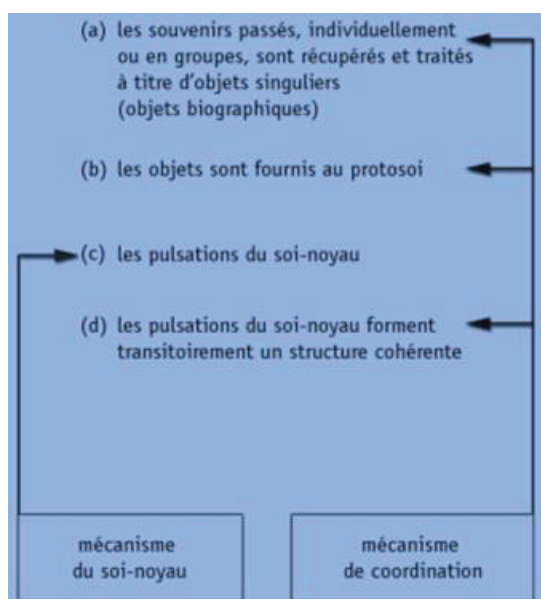 (a) les souvenirs passés, individuellement
ou en groupes, sont récupérés et traités
à titre d'objets singuliers
(objets biographiques)
(b) les objets sont fournis au protosoi
(c) les pulsations du soi-noyau
(d) les pulsations du soi-noyau forment
transitoirement un structure cohérente
mécanisme
du soi-noyau
mécanisme
de coordination